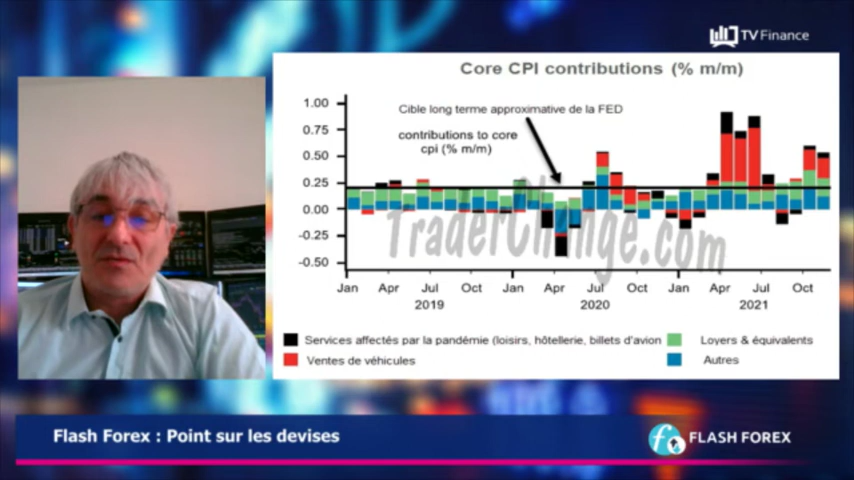 TV Finance
Core CPI contributions (% m/m)
Cible long terme approximative de la FED
contributions to core
cpi (% m/m)
1.00
0.75
0.50
0.25
0.00
-0.25
-0.50
TraderChange.com
Jan Apr Jul Oct Jan Apr Jul Oct Jan Apr Jul Oct
2019 2020 2021
Services affectés par la pandémie (loisirs, hôtellerie, billets d'avion
Loyers & équivalents
Ventes de véhicules
Autres
Flash Forex : Point sur les devises
FLASH FOREX